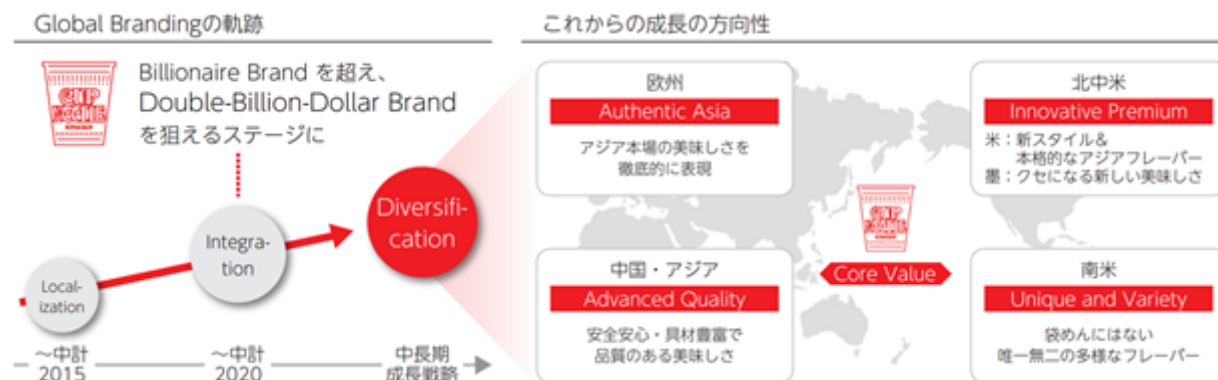 Global Brandingの軌跡
CUP
NOODLE
Billionaire Brand を超え、
Double-Billion-Dollar Brand
を狙えるステージに
Local-
ization
Integra-
tion
Diversifi-
cation
～中計
2015
～中計
2020
中長期
成長戦略
これからの成長の方向性
欧州
Authentic Asia
アジア本場の美味しさを
徹底的に表現
北中米
Innovative Premium
米：新スタイル＆
本格的なアジアフレーバー
墨：クセになる新しい美味しさ
CUP
NOODLE
Core Value
中国・アジア
Advanced Quality
安全安心・具材豊富で
品質のある美味しさ
南米
Unique and Variety
袋めんにはない
唯一無二の多様なフレーバー